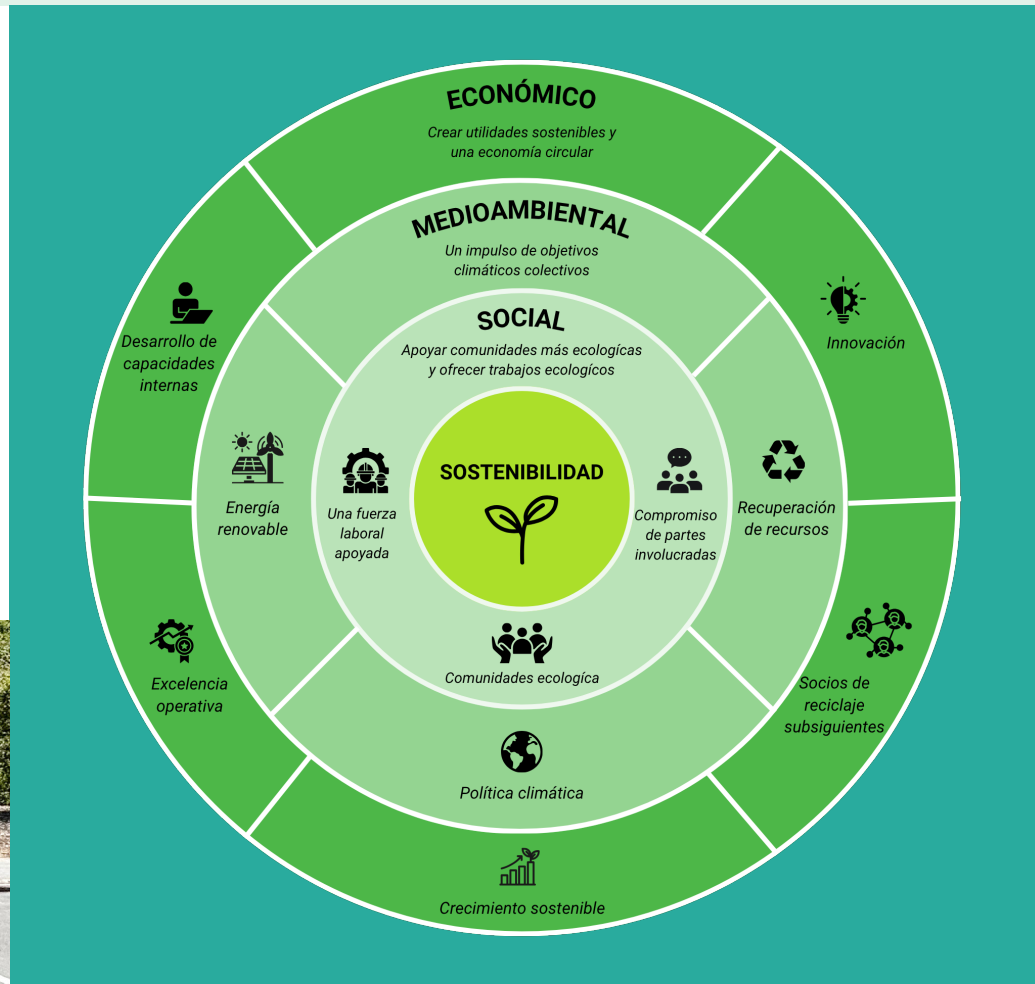 ECONÓMICO
Crear utilidades sostenibles y
una economía circular
MEDIOAMBIENTAL
Un impulso de objetivos
climáticos colectivos
SOCIAL
Apoyar comunidades más ecologícas
y ofrecer trabajos ecologícos
SOSTENIBILIDAD
Desarrollo de
capacidades
internas
Innovación
Energía
renovable
Una fuerza
laboral
apoyada
Compromiso
de partes
involucradas
Recuperación
de recursos
Excelencia
operativa
Comunidades ecologíca
Socios de
reciclaje
subsiguientes
Política climática
Crecimiento sostenible